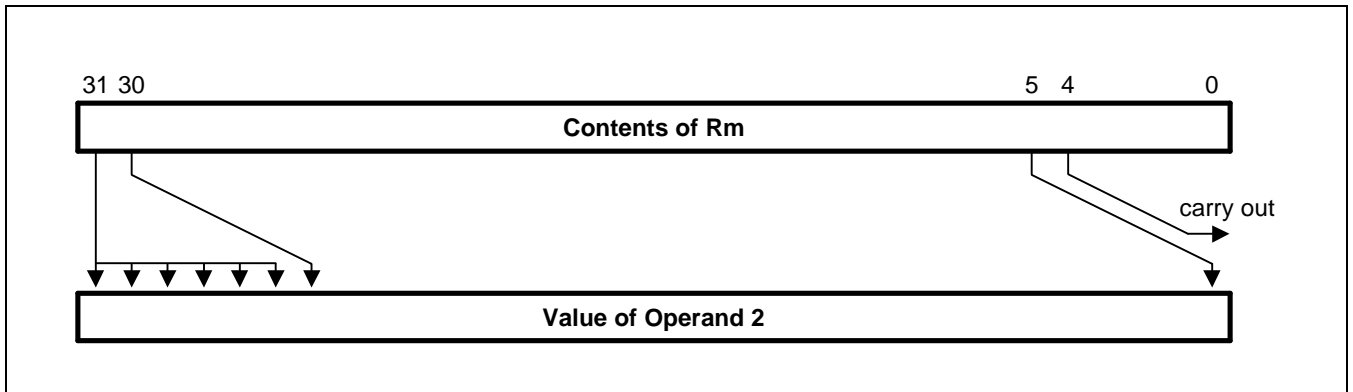 31 30 5 4 0
Contents of Rm
carry out
Value of Operand 2